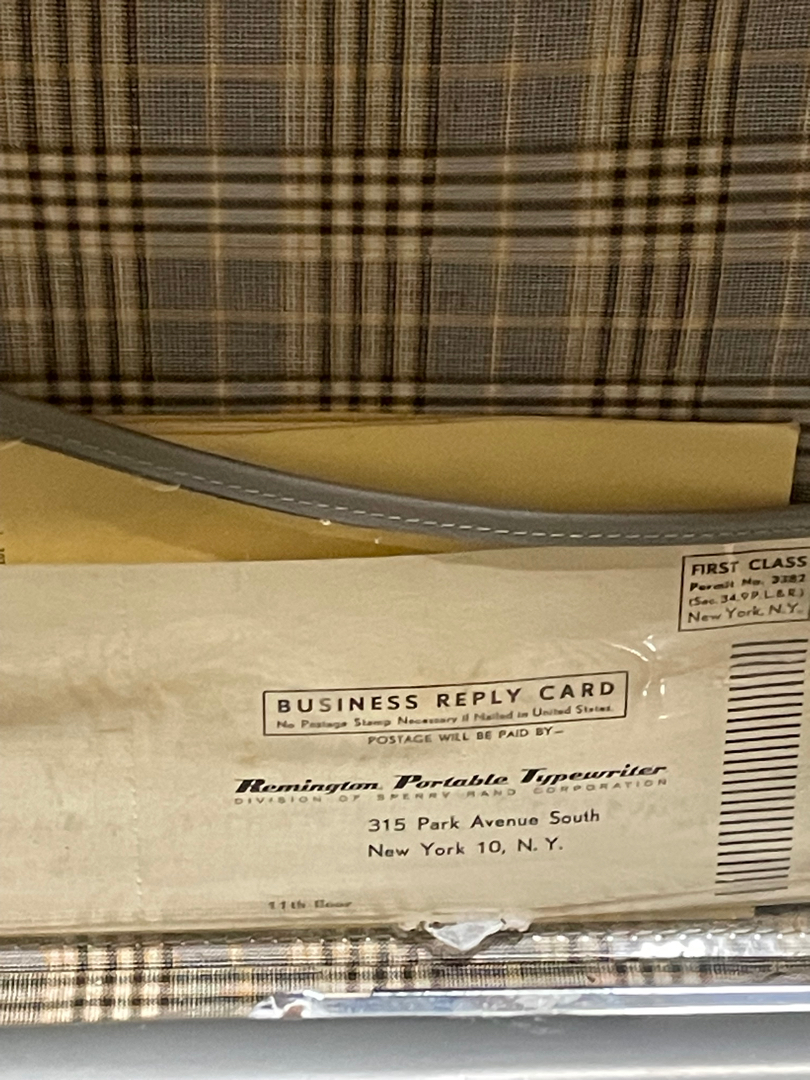 FIRST CLASS
Permit No. 3382
(Sec. 34.9 P. L. & R.)
New York, N. Y.
BUSINESS REPLY CARD
No Postage Stamp Necessary If Mailed in United States.
POSTAGE WILL BE PAID BY—
Remington Portable Typewriter
DIVISION OF SPERRY RAND CORPORATION
315 Park Avenue South
New York 10, N. Y.
11th floor